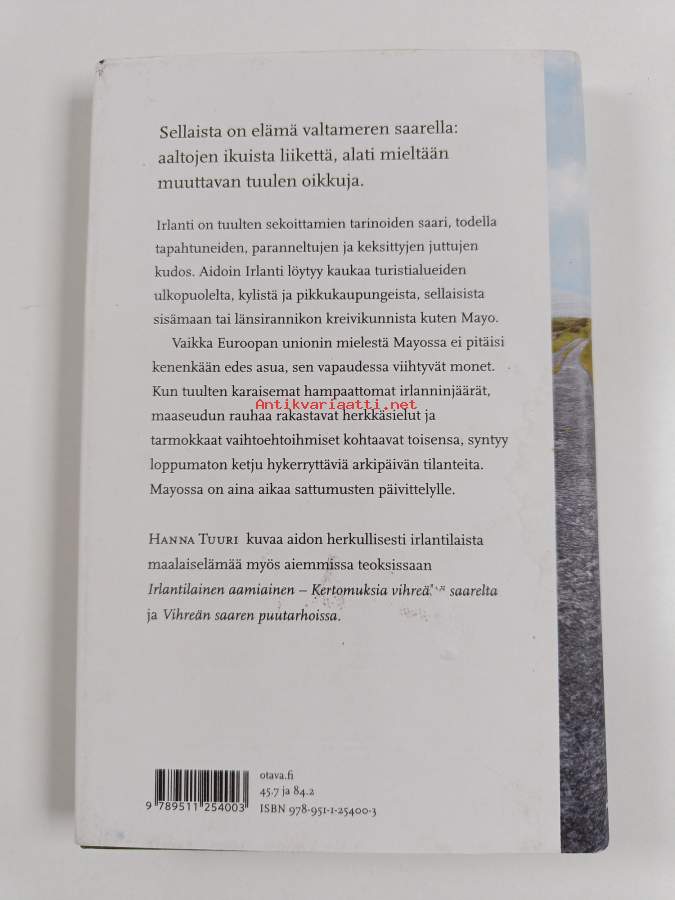 Sellaista on elämä valtameren saarella:
aaltojen ikuista liikettä, alati mieltään
muuttavan tuulen oikkuja.
Irlanti on tuulten sekoittamien tarinoiden saari, todella
tapahtuneiden, paranneltujen ja keksittyjen juttujen
kudos. Aidoin Irlanti löytyy kaukaa turistialueiden
ulkopuolelta, kylistä ja pikkukaupungeista, sellaisista
sisämaan tai länsirannikon kreivikunnista kuten Mayo.
Vaikka Euroopan unionin mielestä Mayossa ei pitäisi
kenenkään edes asua, sen vapaudessa viihtyvät monet.
Kun tuulten karaisemat hampaattomat irlanninjäärät,
Antikvariaatti.net
maaseudun rauhaa rakastavat herkkäsielut ja
tarmokkaat vaihtoehtoihmiset kohtaavat toisensa, syntyy
loppumaton ketju hykerryttäviä arkipäivän tilanteita.
Mayossa on aina aikaa sattumusten päivittelylle.
HANNA TUURI kuvaa aidon herkullisesti irlantilaista
maalaiselämää myös aiemmissa teoksissaan
Irlantilainen aamiainen – Kertomuksia saarelta
ja Vihreän saaren puutarhoissa.
otava.fi
45.7 ja 84.2
ISBN 978-951-1-25400-3
9 789511 254003